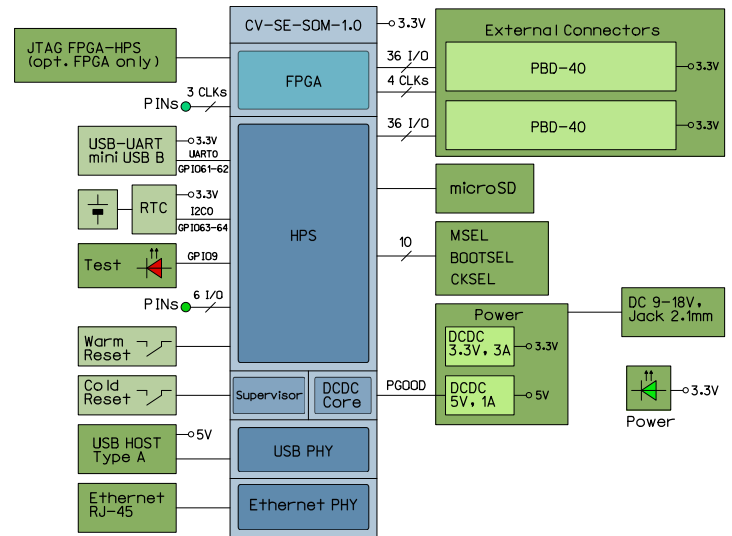 CV-SE-SOM-1.0
3.3V
JTAG FPGA-HPS
(opt. FPGA only)
FPGA
36 I/O
4 CLKs
External Connectors
PBD-40
3.3V
3 CLKs
PINs
36 I/O
PBD-40
3.3V
USB-UART
mini USB B
3.3V
UART0
GPIO61-62
RTC
3.3V
I2C0
GPIO63-64
HPS
microSD
Test
GPIO9
10
MSEL
BOOTSEL
CKSEL
PINs
6 I/O
Power
DCDC
3.3V, 3A
3.3V
DCDC
5V, 1A
5V
DC 9-18V,
Jack 2.1mm
Warm
Reset
Cold
Reset
Supervisor
DCDC
Core
PGOOD
3.3V
Power
USB HOST
Type A
5V
USB PHY
Ethernet
RJ-45
Ethernet PHY